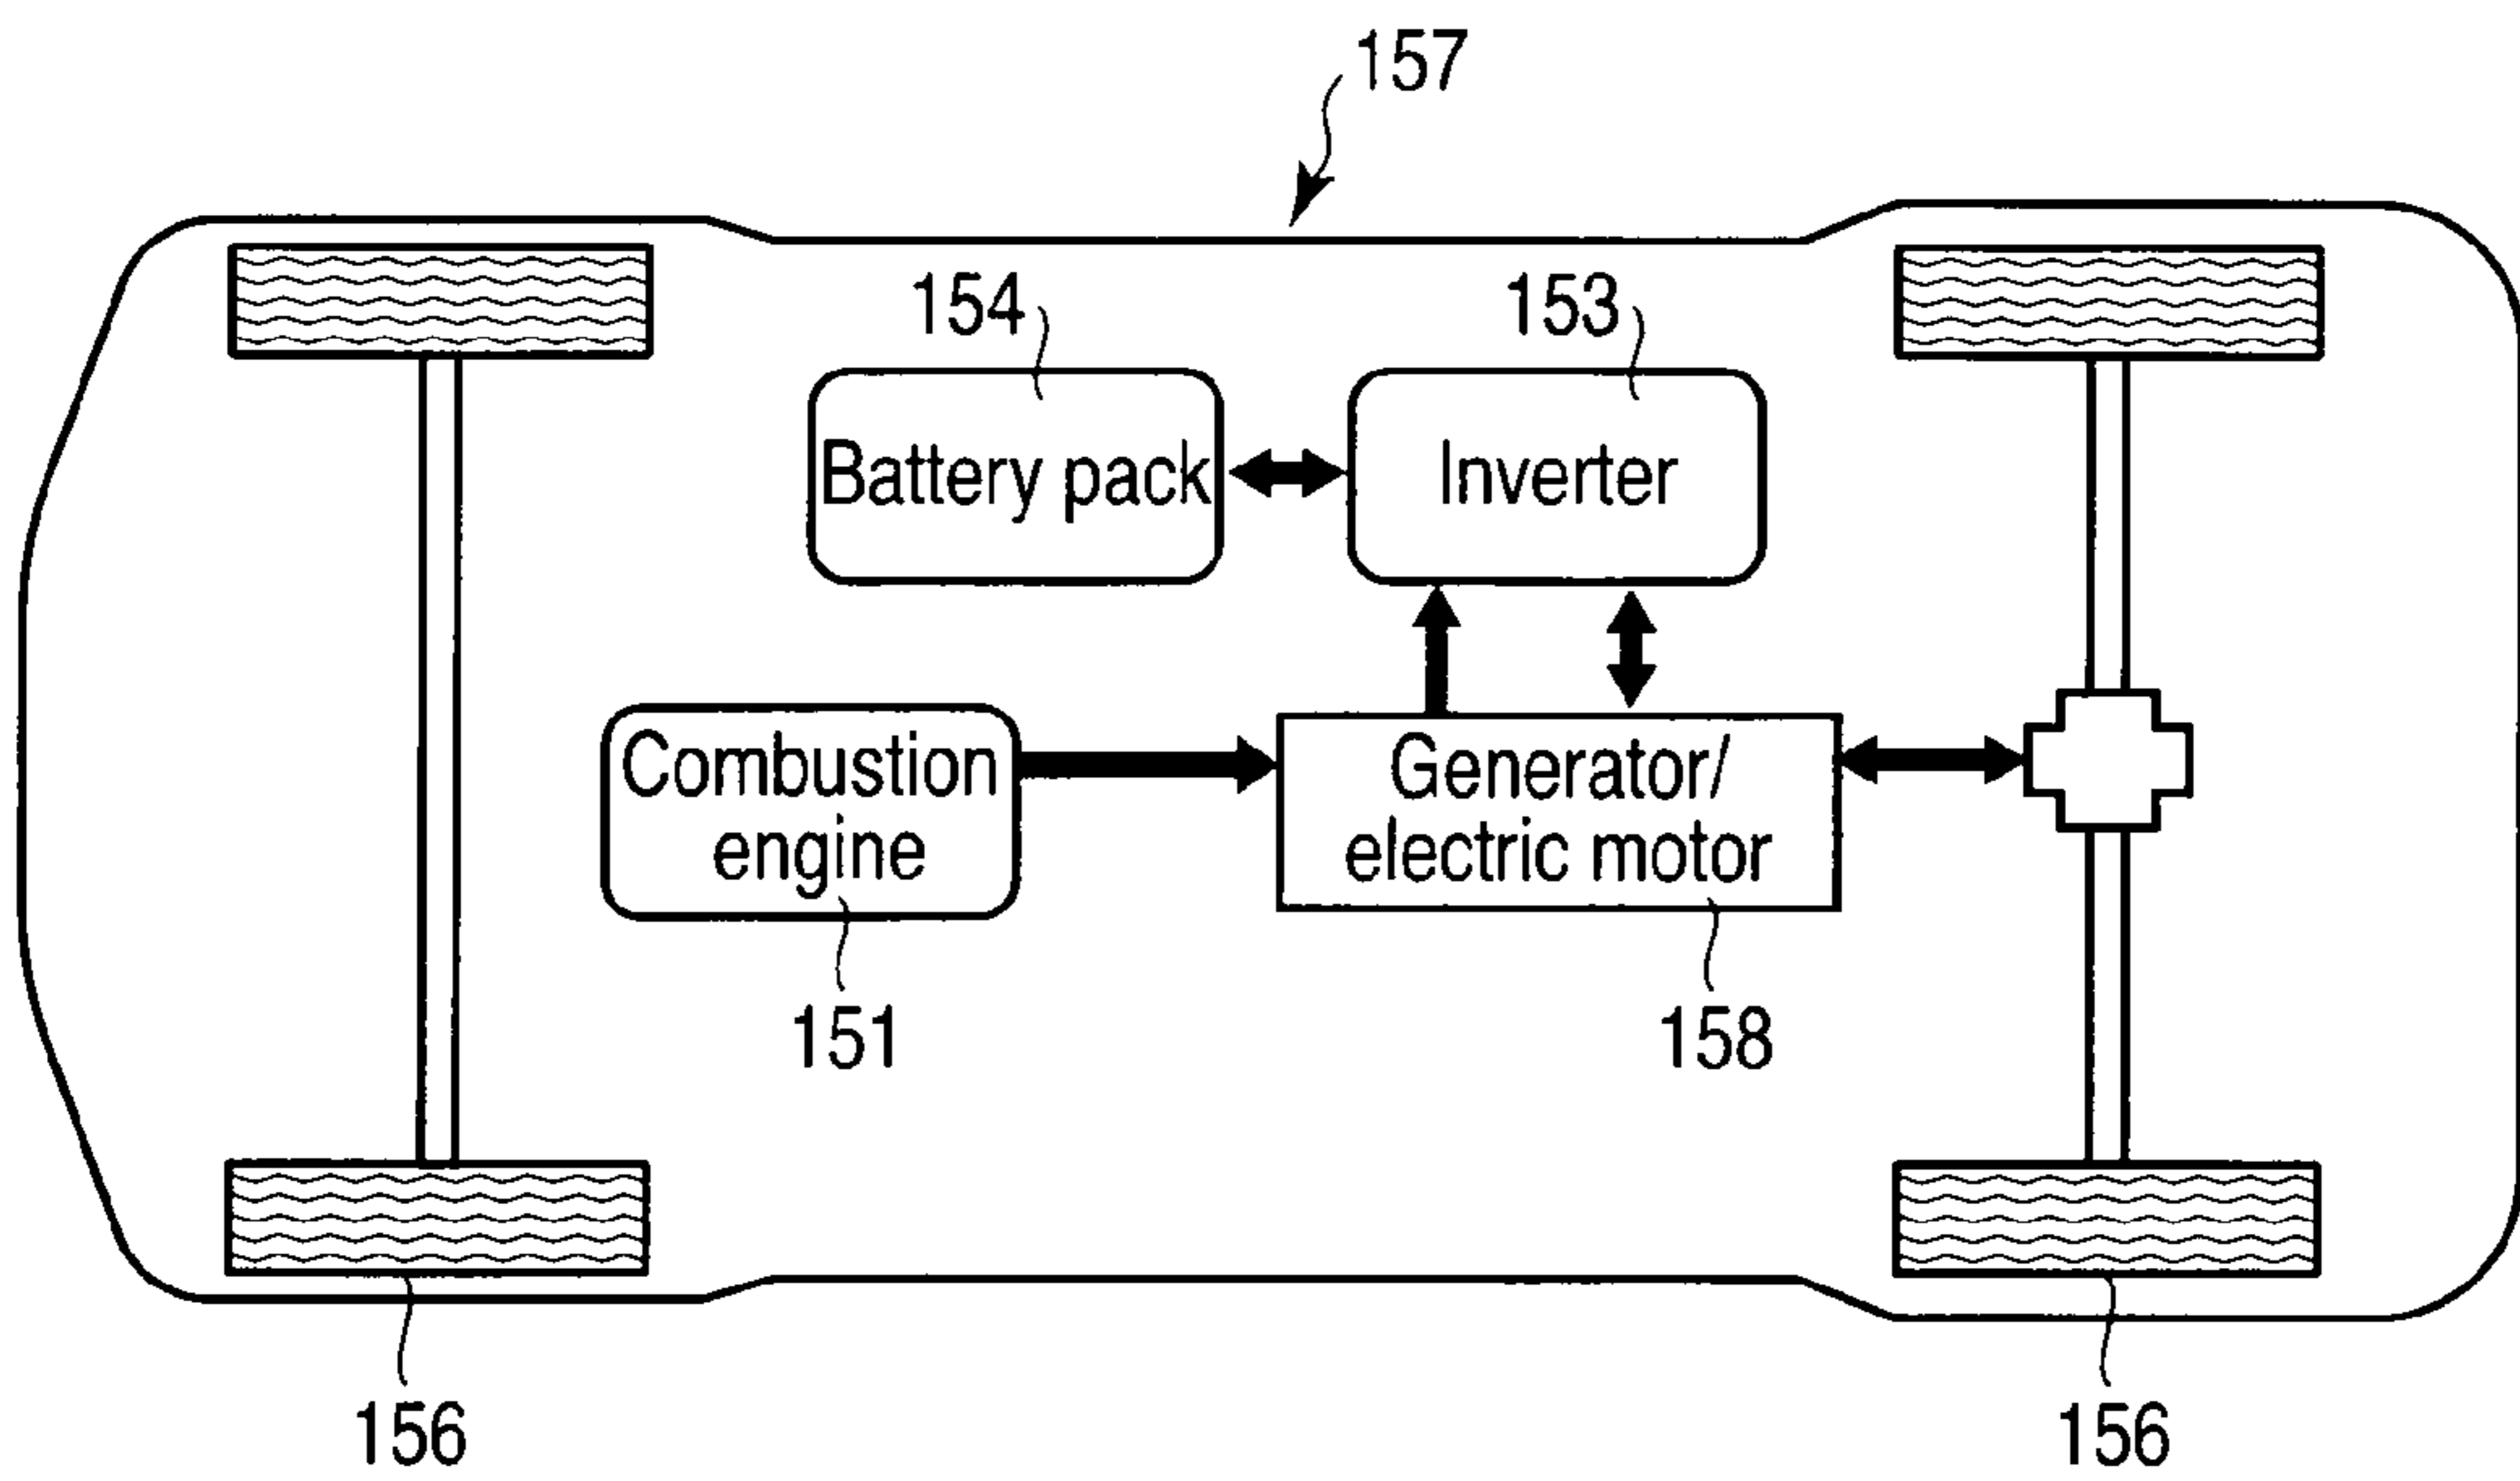 157
154
153
Battery pack
Inverter
Combustion
engine
Generator/
electric motor
151
158
156
156